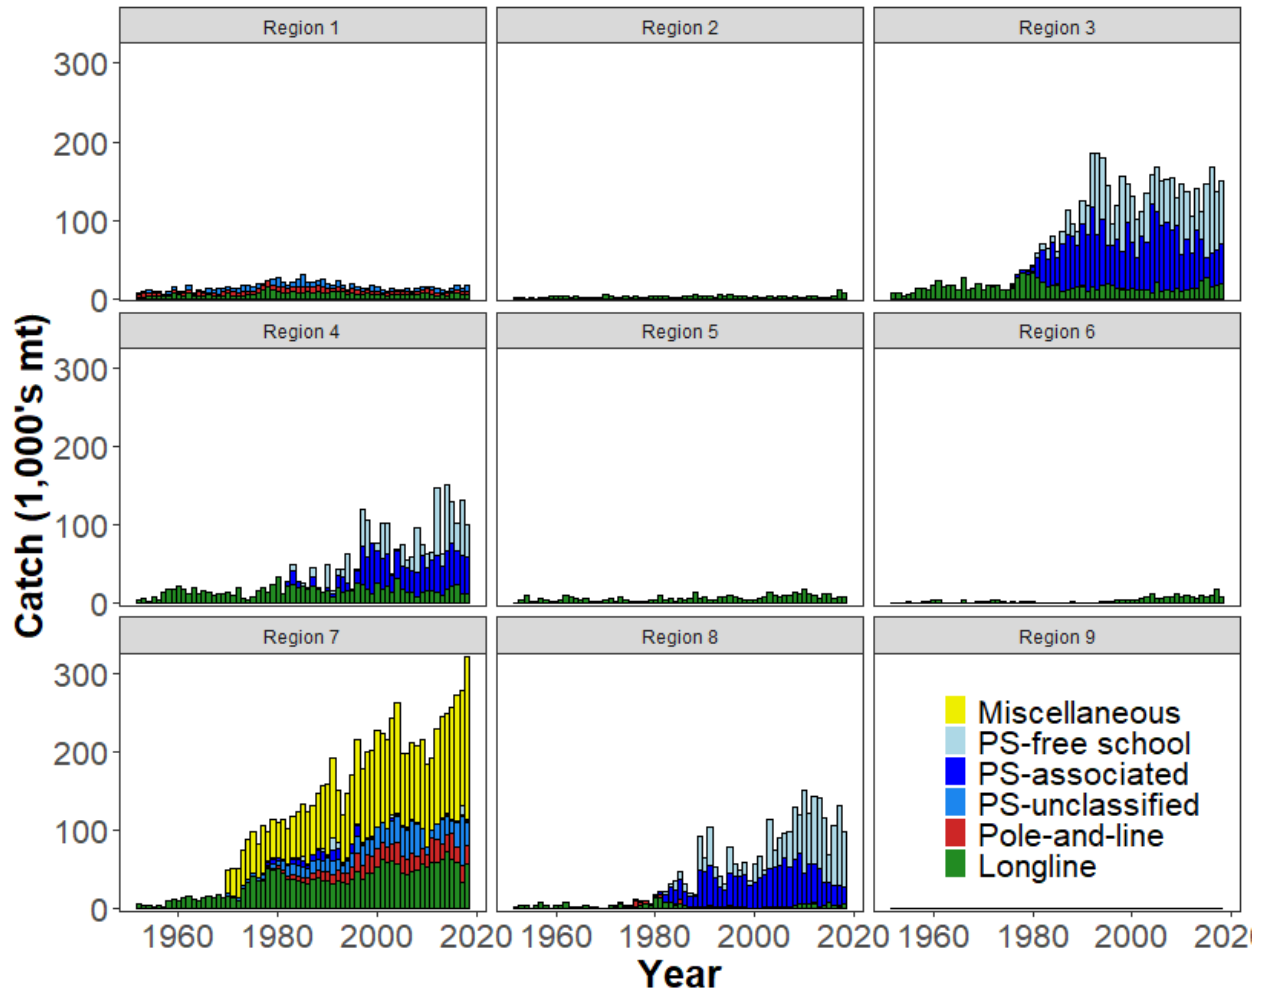 Region 1
Region 2
Region 3
300
200
100
0
Region 4
Region 5
Region 6
300
200
100
0
Region 7
Region 8
Region 9
300
200
100
0
Miscellaneous
PS-free school
PS-associated
PS-unclassified
Pole-and-line
Longline
1960 1980 2000 2020 1960 1980 2000 2020 1960 1980 2000 202
Catch (1,000's mt)
Year